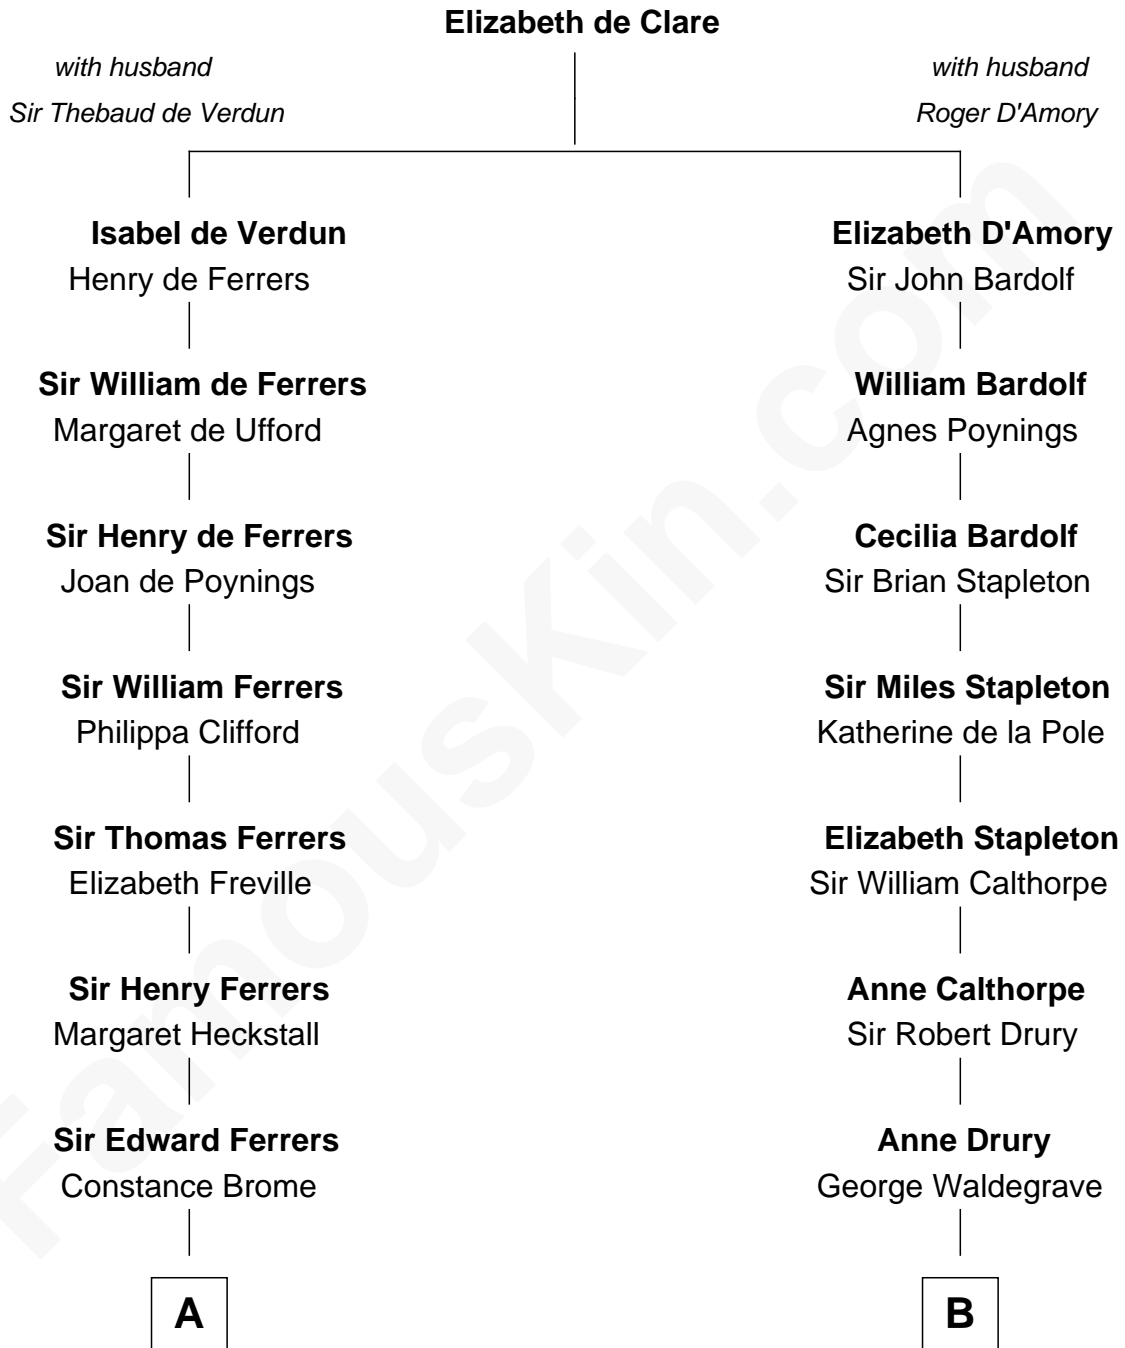 Elizabeth de Clare
with husband
Sir Thebaud de Verdun
with husband
Roger D'Amory
Isabel de Verdun
Henry de Ferrers
Sir William de Ferrers
Margaret de Ufford
Sir Henry de Ferrers
Joan de Poynings
Sir William Ferrers
Philippa Clifford
Sir Thomas Ferrers
Elizabeth Freville
Sir Henry Ferrers
Margaret Heckstall
Sir Edward Ferrers
Constance Brome
A
Elizabeth D'Amory
Sir John Bardolf
William Bardolf
Agnes Poynings
Cecilia Bardolf
Sir Brian Stapleton
Sir Miles Stapleton
Katherine de la Pole
Elizabeth Stapleton
Sir William Calthorpe
Anne Calthorpe
Sir Robert Drury
Anne Drury
George Waldegrave
B
FamousKin.com